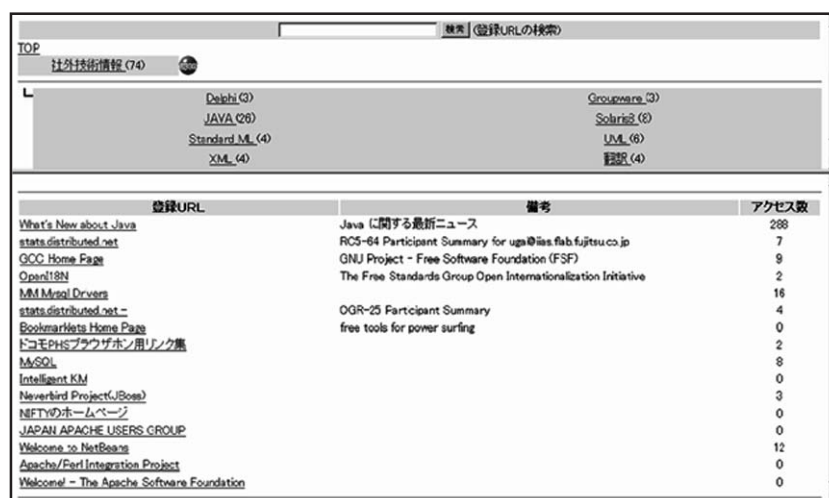 検索 (登録URLの検索)
TOP
社外技術情報 (74)
Delphi (3) Groupware (3)
JAVA (26) Solaris8 (8)
Standard ML (4) UML (6)
XML (4) 翻訳 (4)
登録URL 備考 アクセス数
What's New about Java Java に関する最新ニュース 288
stats.distributed.net RC5-64 Participant Summary for uga@iias.flab.fujitsu.co.jp 7
GCC Home Page GNU Project - Free Software Foundation (FSF) 9
OpenI18N The Free Standards Group Open Internationalization Initiative 2
MM Mysql Drivers 16
stats.distributed.net - OGR-25 Participant Summary 4
Bookmarklets Home Page free tools for power surfing 0
ドコモPHSブラウザホン用リンク集 2
MySQL 8
Intelligent KM 0
Neverbird Project(JBoss) 3
NIFTYのホームページ 0
JAPAN APACHE USERS GROUP 0
Welcome to NetBeans 12
Apache/Perl Integration Project 0
Welcome! - The Apache Software Foundation 0